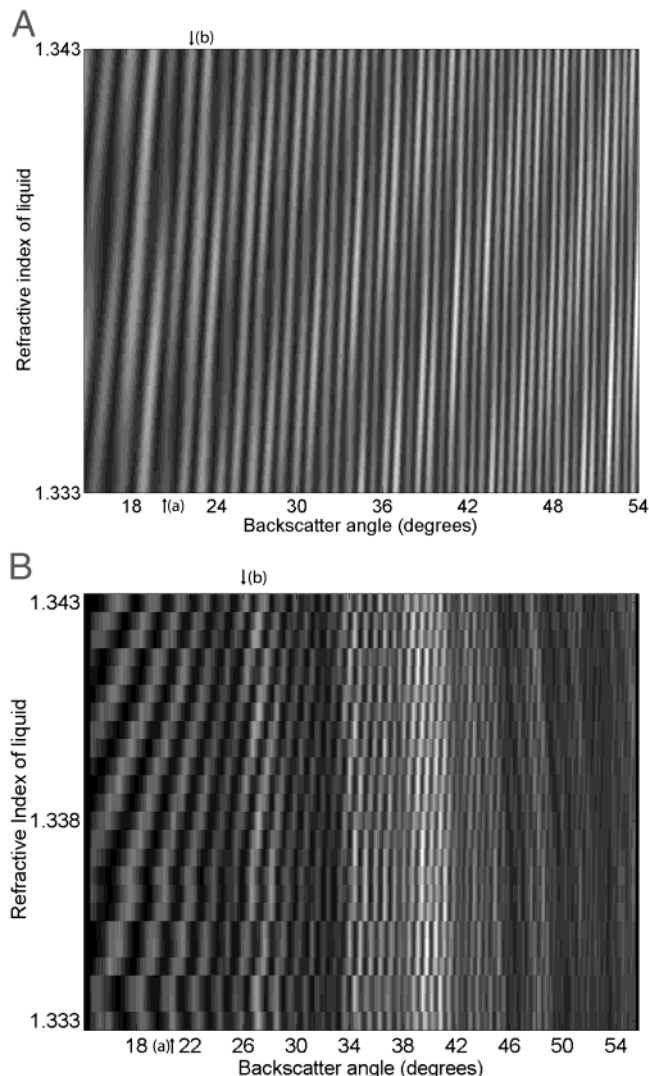 A
↓(b)
1.343
Refractive index of liquid
1.333
18 ↑(a) 24 30 36 42 48 54
Backscatter angle (degrees)
B
↓(b)
1.343
Refractive Index of liquid
1.338
1.333
18 (a)↑ 22 26 30 34 38 42 46 50 54
Backscatter angle (degrees)